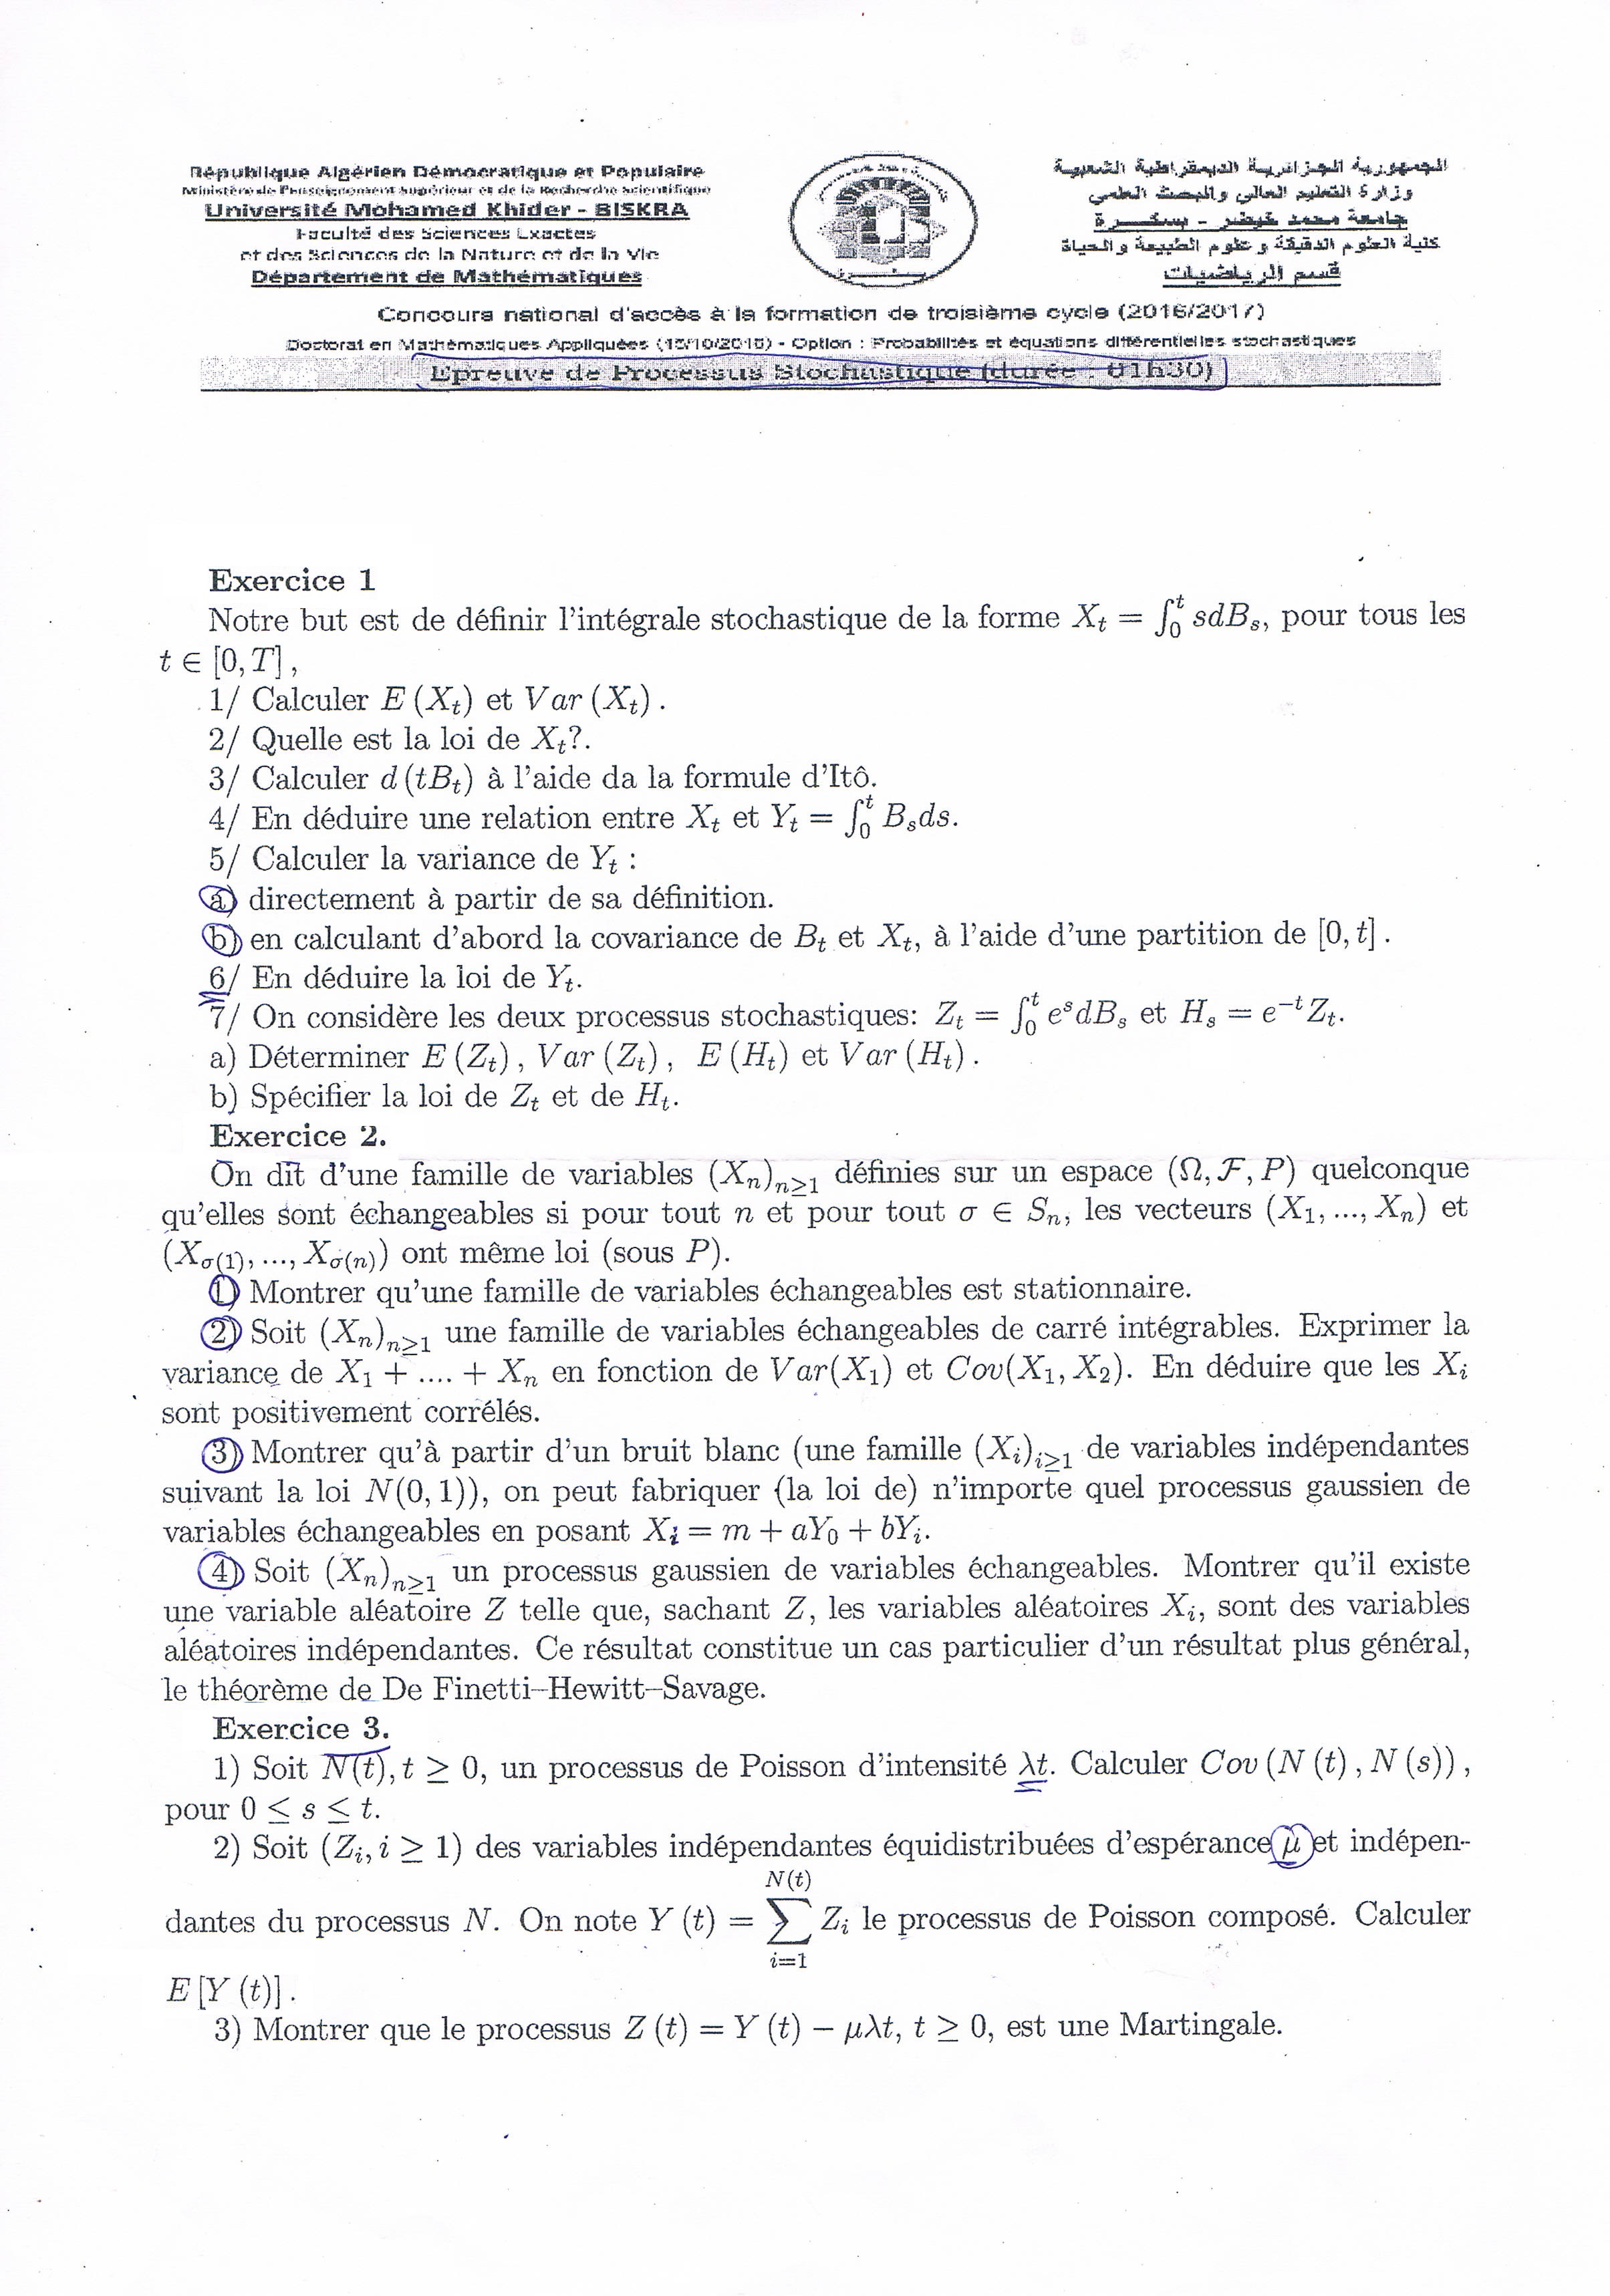 République Algérien Démocratique et Populaire
Ministère de l'enseignement supérieur et de la Recherche scientifique
Université Mohamed Khider - BISKRA
Faculté des Sciences Exactes
et des Sciences de la Nature et de la Vie
Département de Mathématiques
الجمهورية الجزائرية الديمقراطية الشعبية
وزارة التعليم العالي والبحث العلمي
جامعة محمد خيضر - بسكرة
كلية العلوم الدقيقة و علوم الطبيعة و الحياة
قسم الرياضيات
Concours national d'accès à la formation de troisième cycle (2016/2017)
Doctorat en Mathématiques Appliquées - Option : Probabilités et équations différentielles stochastiques
Epreuve de Processus Stochastique (durée : 01h30)
Exercice 1
Notre but est de définir l'intégrale stochastique de la forme $X_t = \int_0^t sdB_s$, pour tous les
$t \in [0, T]$,
1/ Calculer $E(X_t)$ et $Var(X_t)$.
2/ Quelle est la loi de $X_t$?.
3/ Calculer $d(tB_t)$ à l'aide da la formule d'Itô.
4/ En déduire une relation entre $X_t$ et $Y_t = \int_0^t B_sds$.
5/ Calculer la variance de $Y_t$ :
a) directement à partir de sa définition.
b) en calculant d'abord la covariance de $B_t$ et $X_t$, à l'aide d'une partition de $[0, t]$.
6/ En déduire la loi de $Y_t$.
7/ On considère les deux processus stochastiques: $Z_t = \int_0^t e^sdB_s$ et $H_s = e^{-t}Z_t$.
a) Déterminer $E(Z_t)$, $Var(Z_t)$, $E(H_t)$ et $Var(H_t)$.
b) Spécifier la loi de $Z_t$ et de $H_t$.
Exercice 2.
On dit d'une famille de variables $(X_n)_{n\geq 1}$ définies sur un espace $(\Omega, \mathcal{F}, P)$ quelconque
qu'elles sont échangeables si pour tout $n$ et pour tout $\sigma \in S_n$, les vecteurs $(X_1, ..., X_n)$ et
$(X_{\sigma(1)}, ..., X_{\sigma(n)})$ ont même loi (sous $P$).
1) Montrer qu'une famille de variables échangeables est stationnaire.
2) Soit $(X_n)_{n\geq 1}$ une famille de variables échangeables de carré intégrables. Exprimer la
variance de $X_1 + .... + X_n$ en fonction de $Var(X_1)$ et $Cov(X_1, X_2)$. En déduire que les $X_i$
sont positivement corrélés.
3) Montrer qu'à partir d'un bruit blanc (une famille $(X_i)_{i\geq 1}$ de variables indépendantes
suivant la loi $N(0, 1)$), on peut fabriquer (la loi de) n'importe quel processus gaussien de
variables échangeables en posant $X_i = m + aY_0 + bY_i$.
4) Soit $(X_n)_{n\geq 1}$ un processus gaussien de variables échangeables. Montrer qu'il existe
une variable aléatoire $Z$ telle que, sachant $Z$, les variables aléatoires $X_i$, sont des variables
aléatoires indépendantes. Ce résultat constitue un cas particulier d'un résultat plus général,
le théorème de De Finetti–Hewitt–Savage.
Exercice 3.
1) Soit $N(t), t \geq 0$, un processus de Poisson d'intensité $\lambda t$. Calculer $Cov(N(t), N(s))$,
pour $0 \leq s \leq t$.
2) Soit $(Z_i, i \geq 1)$ des variables indépendantes équidistribuées d'espérance $\mu$ et indépen-
dantes du processus $N$. On note $Y(t) = \sum_{i=1}^{N(t)} Z_i$ le processus de Poisson composé. Calculer
$E[Y(t)]$.
3) Montrer que le processus $Z(t) = Y(t) - \mu\lambda t$, $t \geq 0$, est une Martingale.